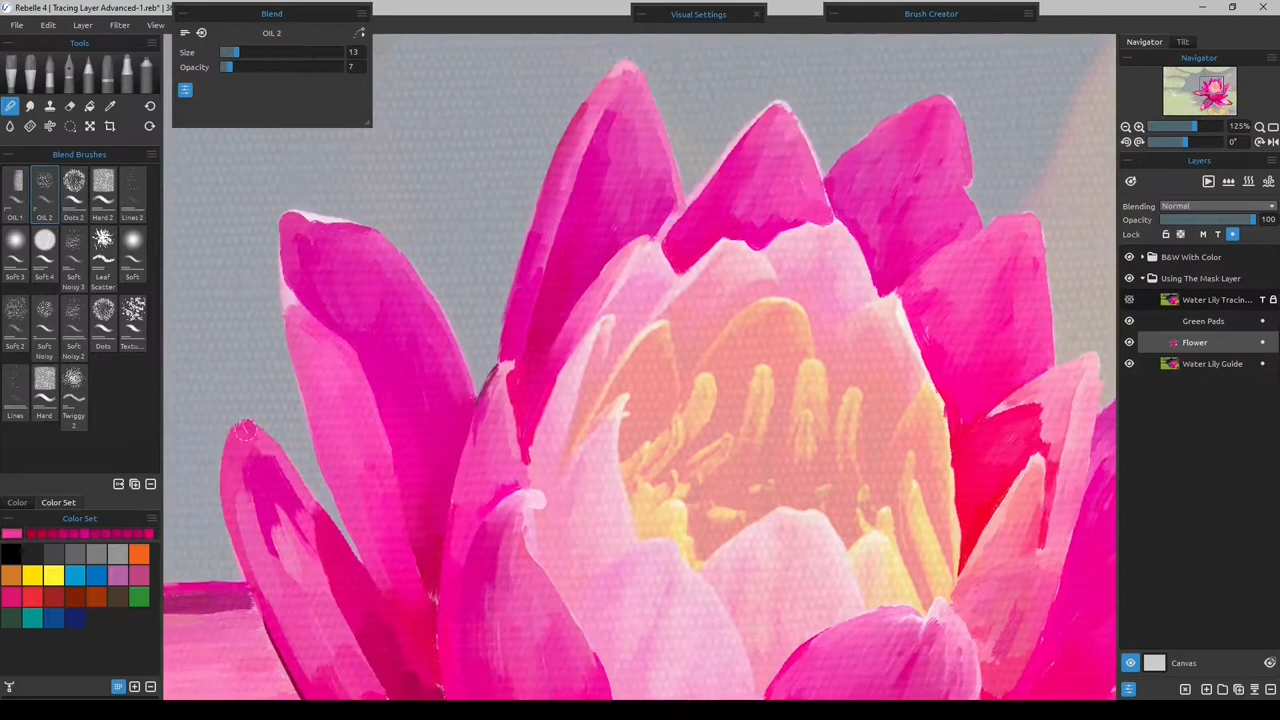 Rebelle 4 | Tracing Layer Advanced-1.reb* | 3
File Edit Layer Filter View
Tools
Blend
OIL 2
Size 13
Opacity 7
Visual Settings
Brush Creator
Navigator Tilt
Navigator
125%
0°
Layers
Blending Normal
Opacity 100
Lock M T
B&W With Color
Using The Mask Layer
Water Lily Tracin... T
Green Pads
Flower
Water Lily Guide
Canvas
Blend Brushes
OIL 1 OIL 2 Dots 2 Hard 2 Lines 2
Soft 3 Soft 4 Soft Noisy 3 Leaf Scatter Soft
Soft 2 Soft Noisy Soft Noisy 2 Dots Textu...
Lines Hard Twiggy 2
Color Color Set
Color Set